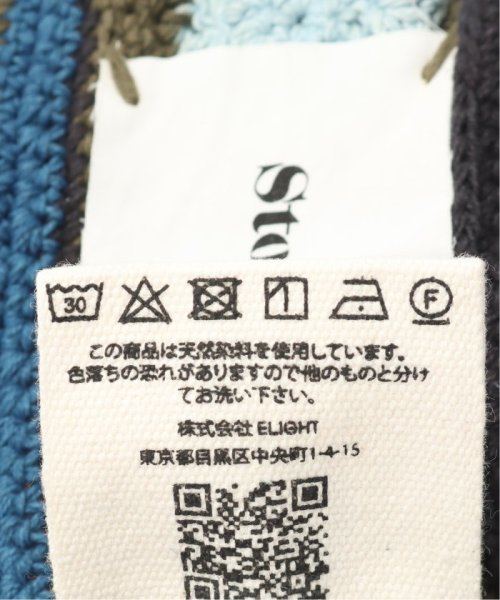 Sto
30 F
この商品は天然染料を使用しています。
色落ちの恐れがありますので他のものと分け
てお洗い下さい。
株式会社 ELIGHT
東京都目黒区中央町1-4-15